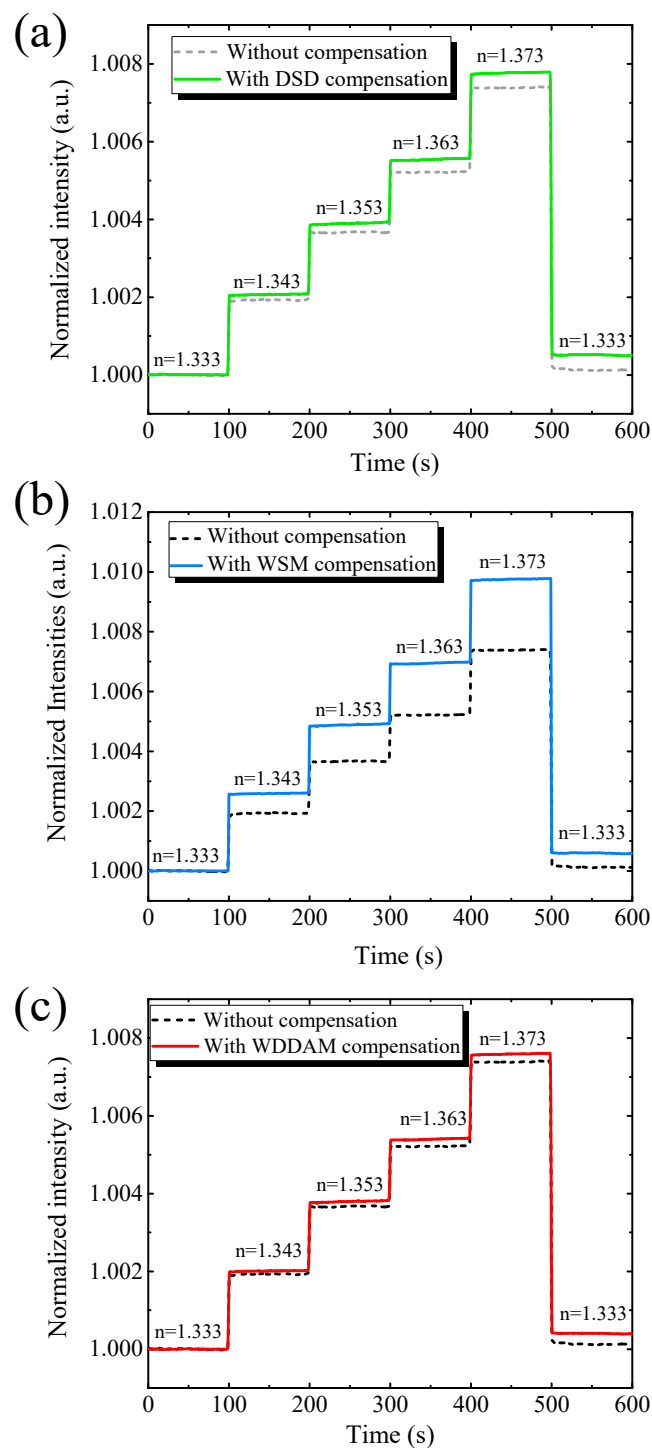 (a)
Normalized intensity (a.u.)
1.008
1.006
1.004
1.002
1.000
Without compensation
With DSD compensation
n=1.333
n=1.343
n=1.353
n=1.363
n=1.373
n=1.333
0 100 200 300 400 500 600
Time (s)
(b)
Normalized Intensities (a.u.)
1.012
1.010
1.008
1.006
1.004
1.002
1.000
Without compensation
With WSM compensation
n=1.333
n=1.343
n=1.353
n=1.363
n=1.373
n=1.333
0 100 200 300 400 500 600
Time (s)
(c)
Normalized intensity (a.u.)
1.008
1.006
1.004
1.002
1.000
Without compensation
With WDDAM compensation
n=1.333
n=1.343
n=1.353
n=1.363
n=1.373
n=1.333
0 100 200 300 400 500 600
Time (s)